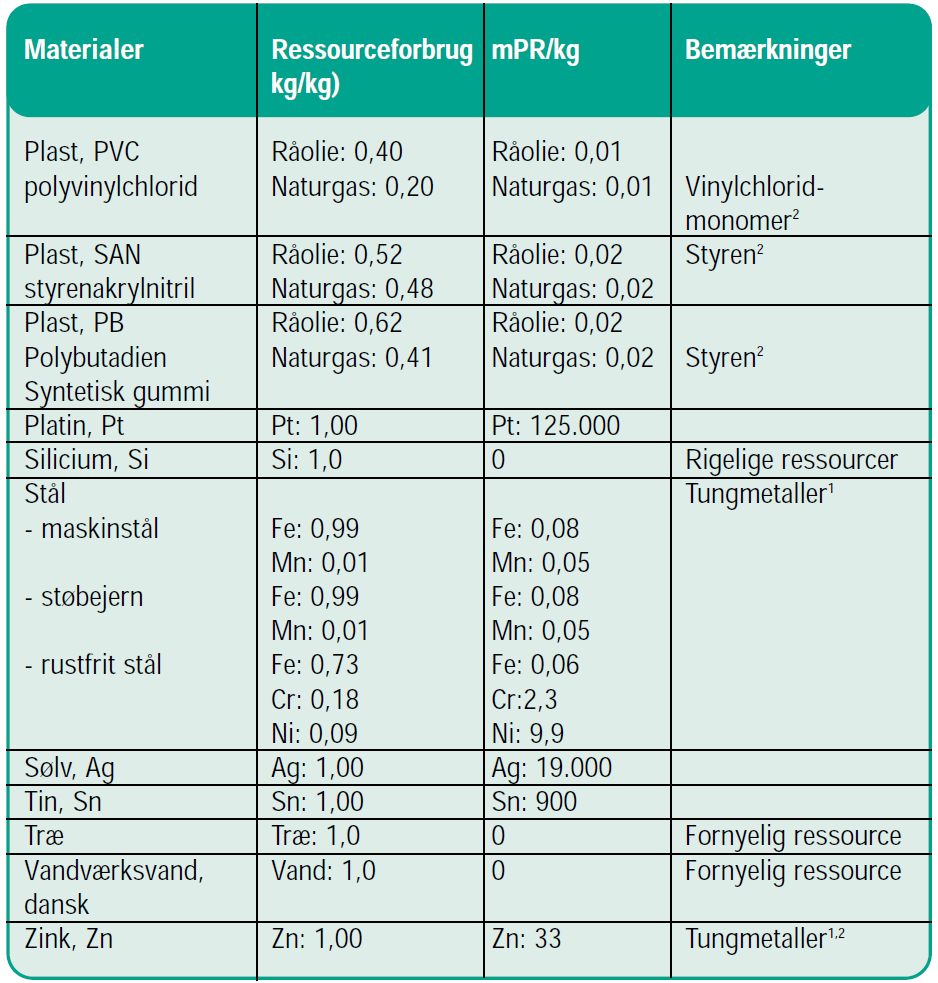 Materialer Ressourceforbrug mPR/kg Bemærkninger
kg/kg)
Plast, PVC Råolie: 0,40 Råolie: 0,01
polyvinylchlorid Naturgas: 0,20 Naturgas: 0,01 Vinylchlorid-
monomer²
Plast, SAN Råolie: 0,52 Råolie: 0,02 Styren²
styrenakrylnitril Naturgas: 0,48 Naturgas: 0,02
Plast, PB Råolie: 0,62 Råolie: 0,02
Polybutadien Naturgas: 0,41 Naturgas: 0,02 Styren²
Syntetisk gummi
Platin, Pt Pt: 1,00 Pt: 125.000
Silicium, Si Si: 1,0 0 Rigelige ressourcer
Stål Tungmetaller¹
- maskinstål Fe: 0,99 Fe: 0,08
Mn: 0,01 Mn: 0,05
- støbejern Fe: 0,99 Fe: 0,08
Mn: 0,01 Mn: 0,05
- rustfrit stål Fe: 0,73 Fe: 0,06
Cr: 0,18 Cr:2,3
Ni: 0,09 Ni: 9,9
Sølv, Ag Ag: 1,00 Ag: 19.000
Tin, Sn Sn: 1,00 Sn: 900
Træ Træ: 1,0 0 Fornyelig ressource
Vandværksvand, Vand: 1,0 0 Fornyelig ressource
dansk
Zink, Zn Zn: 1,00 Zn: 33 Tungmetaller¹,²